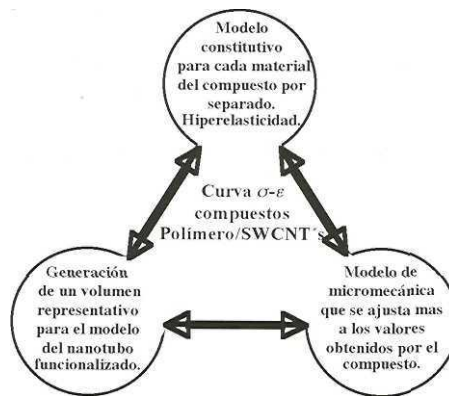 Modelo
constitutivo
para cada material
del compuesto por
separado.
Hiperelasticidad.
Curva σ-ε
compuestos
Polímero/SWCNT´s
Generación
de un volumen
representativo
para el modelo
del nanotubo
funcionalizado.
Modelo de
micromecánica
que se ajusta mas
a los valores
obtenidos por el
compuesto.